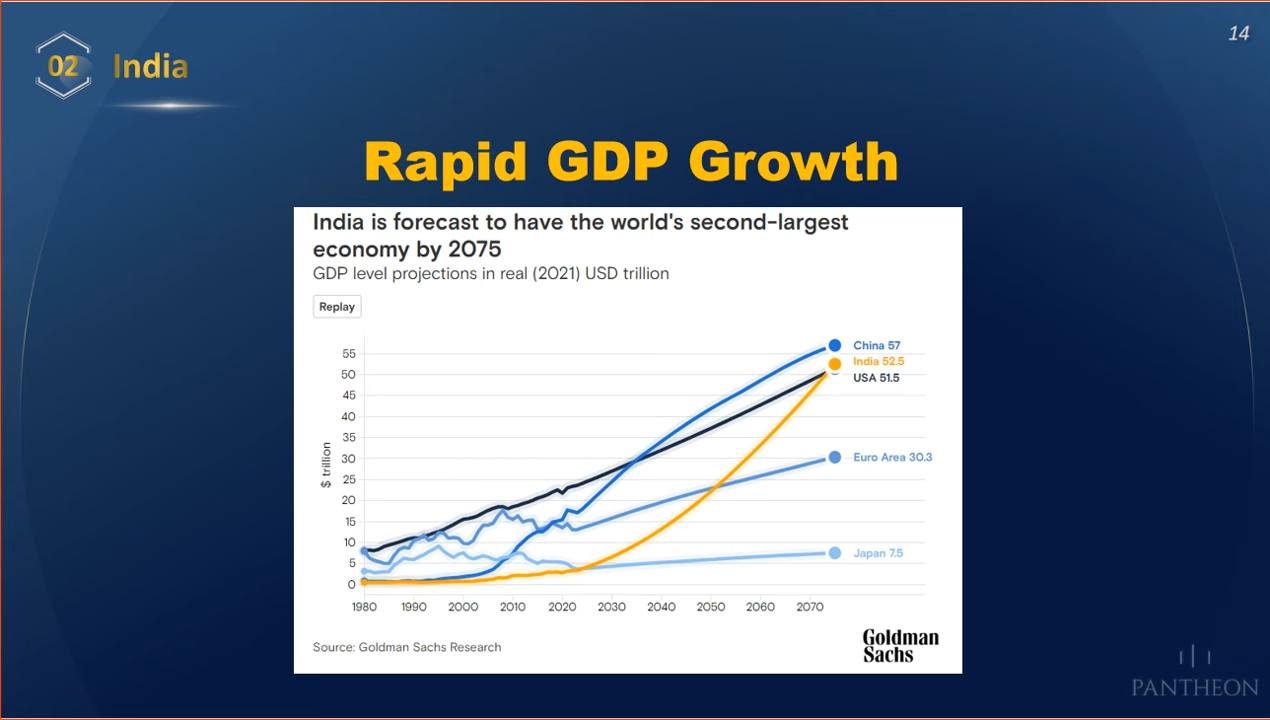 14
02
India
Rapid GDP Growth
India is forecast to have the world's second-largest
economy by 2075
GDP level projections in real (2021) USD trillion
Replay
$ trillion
55
50
45
40
35
30
25
20
15
10
5
0
China 57
India 52.5
USA 51.5
Euro Area 30.3
Japan 7.5
1980 1990 2000 2010 2020 2030 2040 2050 2060 2070
Source: Goldman Sachs Research
Goldman
Sachs
PANTHEON